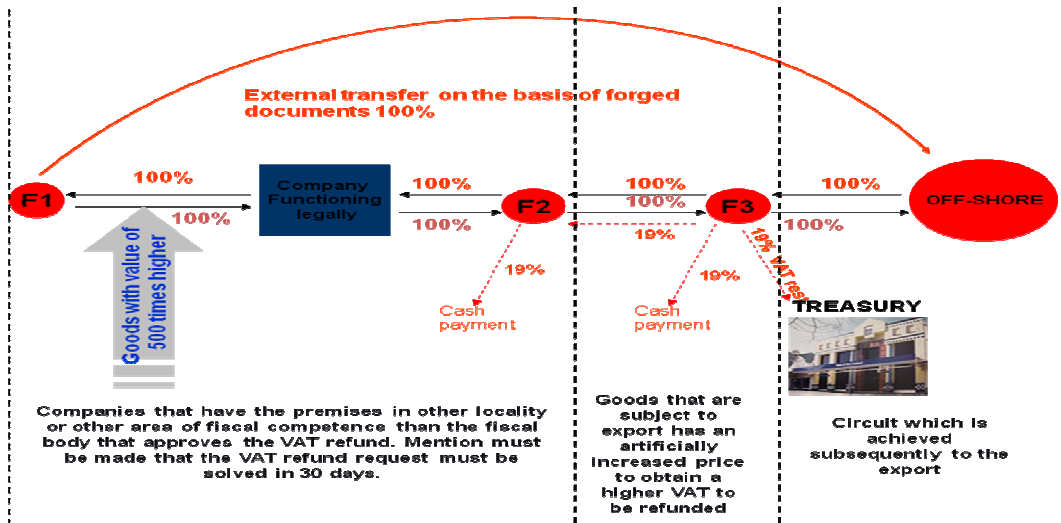 External transfer on the basis of forged
documents 100%
F1
100%
100%
Company
Functioning
legally
100%
100%
F2
100%
100%
19%
F3
100%
100%
OFF-SHORE
Goods with value of
500 times higher
19%
Cash
payment
19%
Cash
payment
19% VAT rest
TREASURY
Companies that have the premises in other locality
or other area of fiscal competence than the fiscal
body that approves the VAT refund. Mention must
be made that the VAT refund request must be
solved in 30 days.
Goods that are
subject to
export has an
artificially
increased price
to obtain a
higher VAT to
be refunded
Circuit which is
achieved
subsequently to the
export